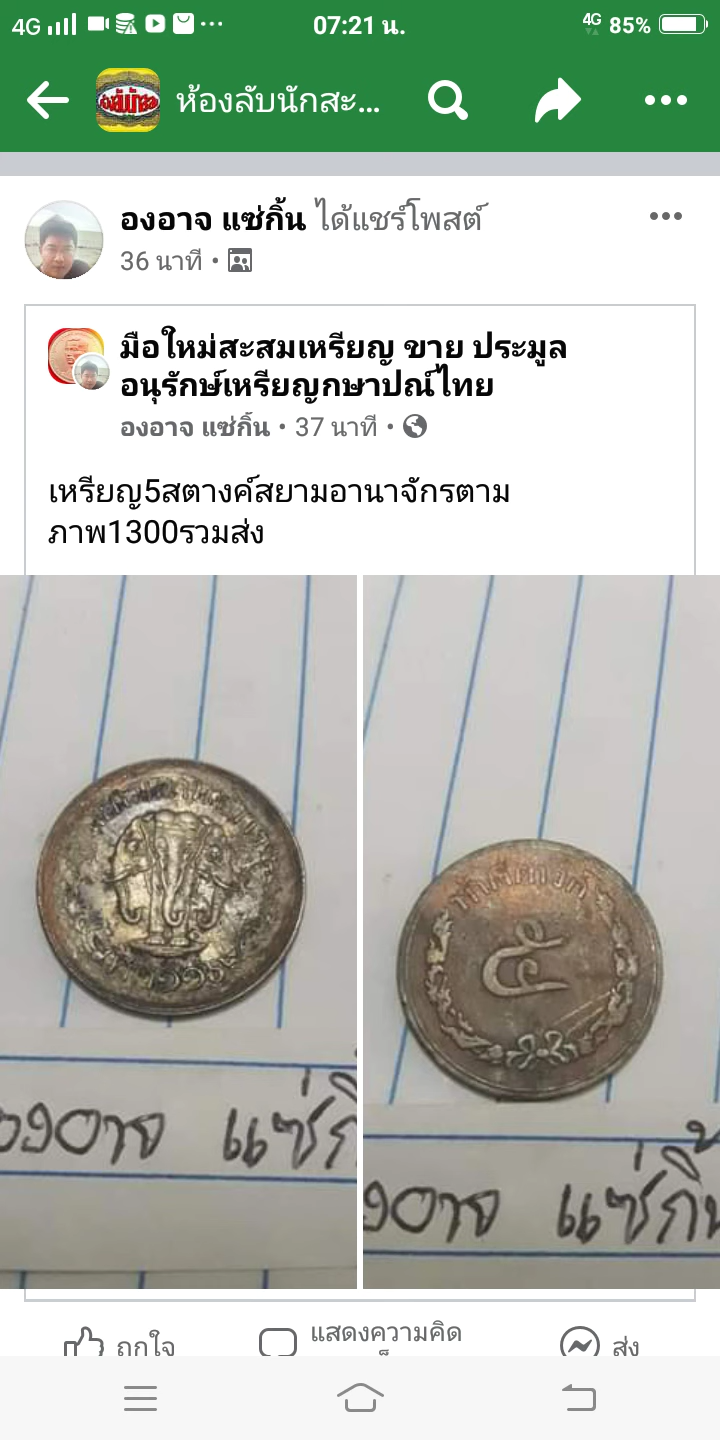 4G 07:21 น. 4G 85%
ห้องลับนักสะ...
องอาจ แซ่กิ้น ได้แชร์โพสต์
36 นาที •
มือใหม่สะสมเหรียญ ขาย ประมูล
อนุรักษ์เหรียญกษาปณ์ไทย
องอาจ แซ่กิ้น • 37 นาที •
เหรียญ5สตางค์สยามอานาจักรตาม
ภาพ1300รวมส่ง
๕
องอาจ แซ่กิ
งอาจ แซ่กิ้น
ถูกใจ
แสดงความคิด
ส่ง